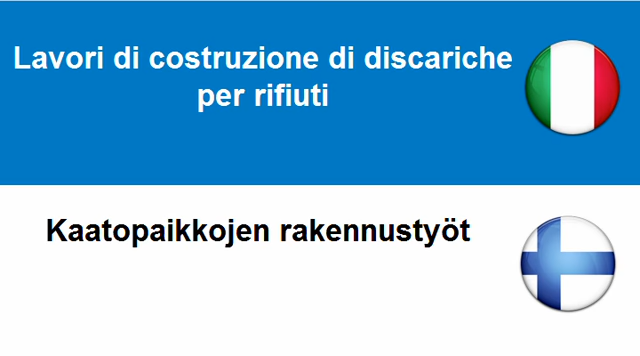 Lavori di costruzione di discariche
per rifiuti
Kaatopaikkojen rakennustyöt